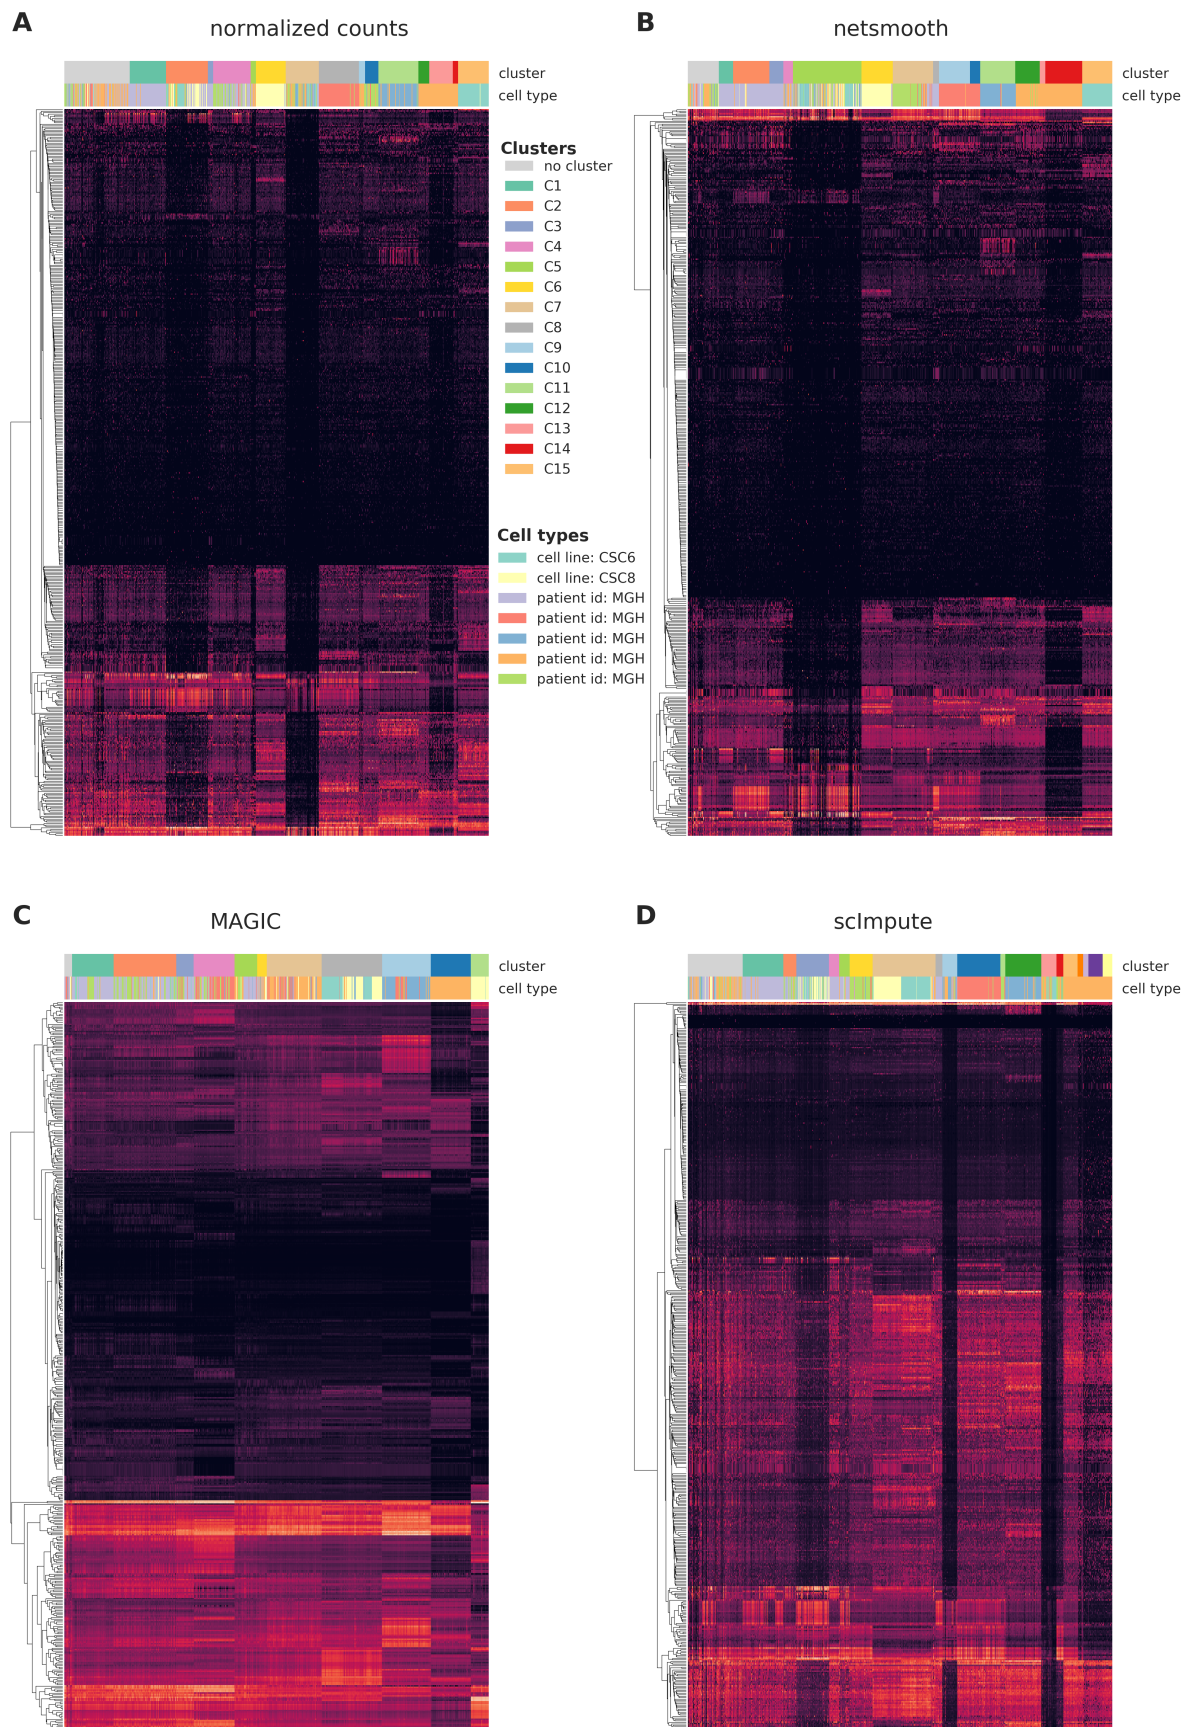 A
normalized counts
B
netsmooth
cluster
cell type
cluster
cell type
Clusters
no cluster
C1
C2
C3
C4
C5
C6
C7
C8
C9
C10
C11
C12
C13
C14
C15
Cell types
cell line: CSC6
cell line: CSC8
patient id: MGH
patient id: MGH
patient id: MGH
patient id: MGH
patient id: MGH
C
MAGIC
D
scImpute
cluster
cell type
cluster
cell type